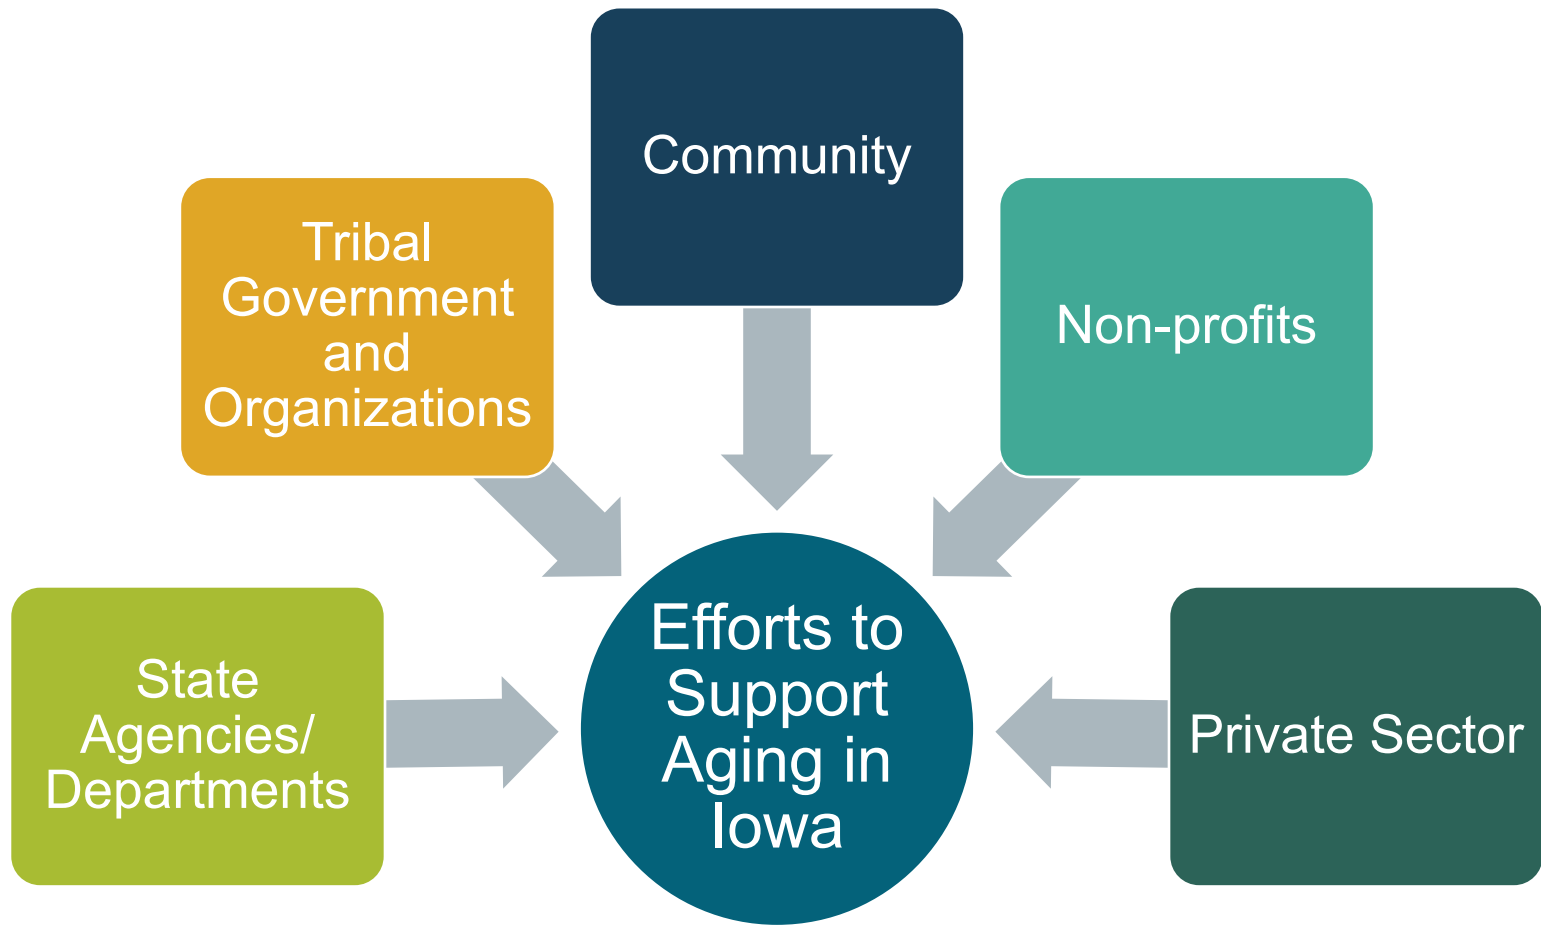 Community
Tribal
Government
and
Organizations
Non-profits
State
Agencies/
Departments
Efforts to
Support
Aging in
Iowa
Private Sector